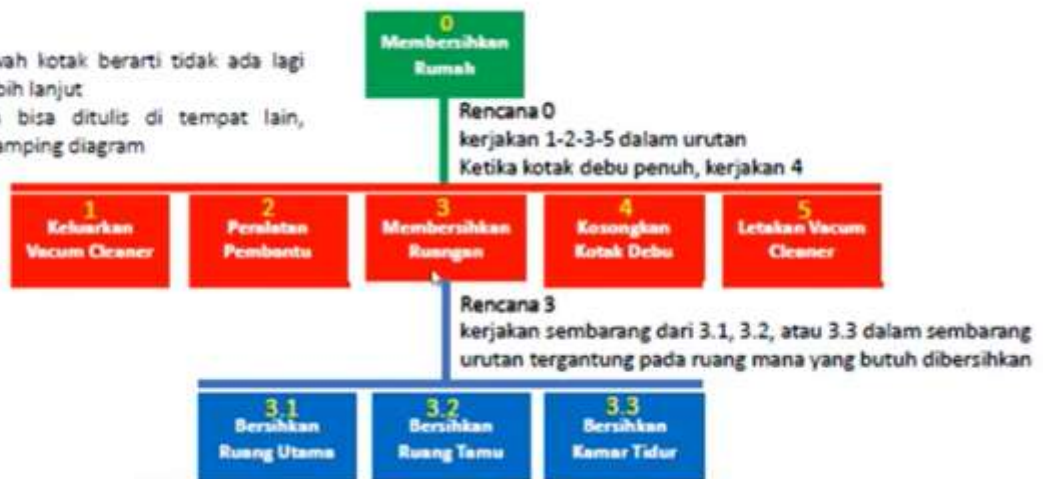 kotak berarti tidak ada lagi
lanjut
bisa ditulis di tempat lain,
diagram
0
Membersihkan
Rumah
Rencana 0
kerjakan 1-2-3-5 dalam urutan
Ketika kotak debu penuh, kerjakan 4
1
Keluarkan
Vacum Cleaner
2
Peralatan
Pembantu
3
Membersihkan
Ruangan
4
Kosongkan
Kotak Debu
5
Letakan Vacum
Cleaner
Rencana 3
kerjakan sembarang dari 3.1, 3.2, atau 3.3 dalam sembarang
urutan tergantung pada ruang mana yang butuh dibersihkan
3.1
Bersihkan
Ruang Utama
3.2
Bersihkan
Ruang Tamu
3.3
Bersihkan
Kamar Tidur